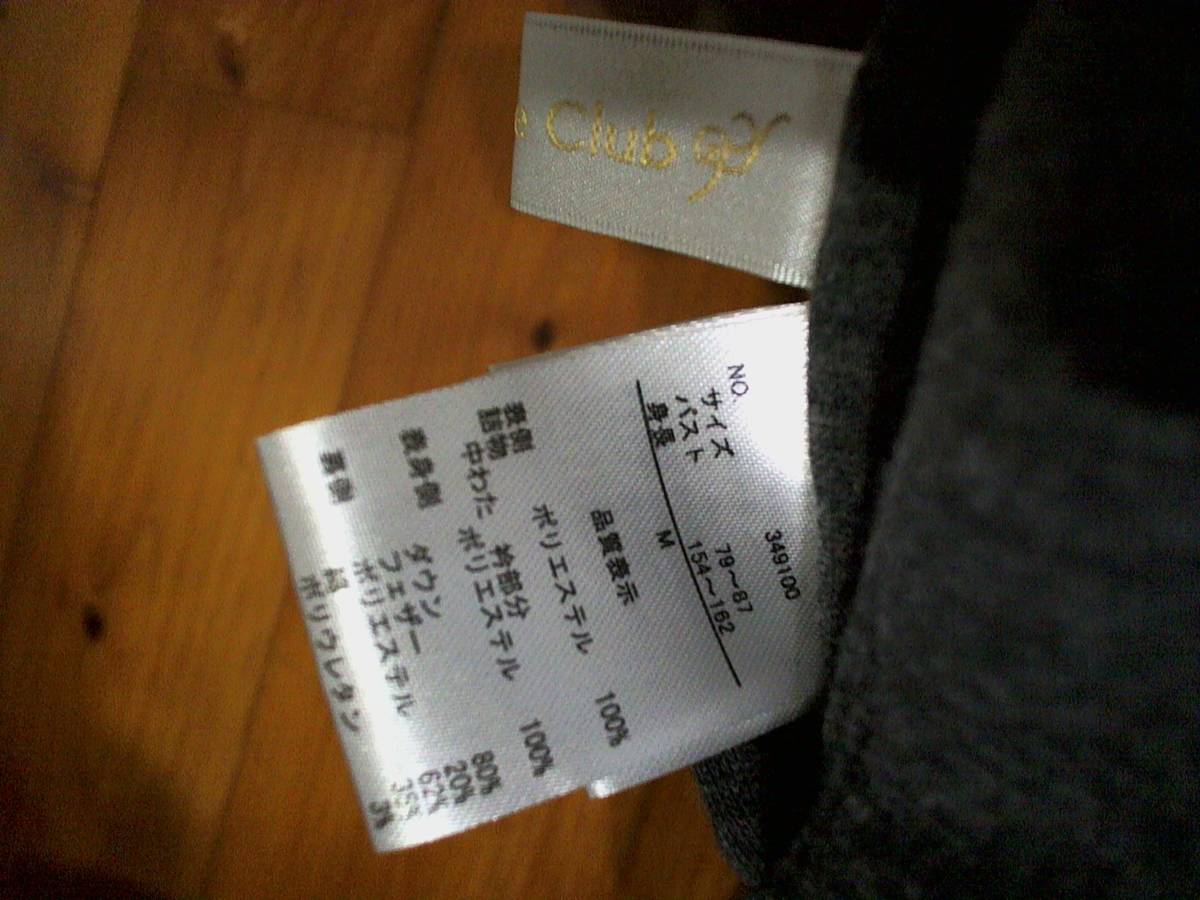 e Club
NO. 349100
サイズ
バスト 79～87
身長 154～162
M
品質表示
表側 ポリエステル 100%
詰物 衿部分
中わた ポリエステル 100%
表身側 ダウン 80%
フェザー 20%
ポリエステル 62%
裏側 綿 35%
ポリウレタン 3%